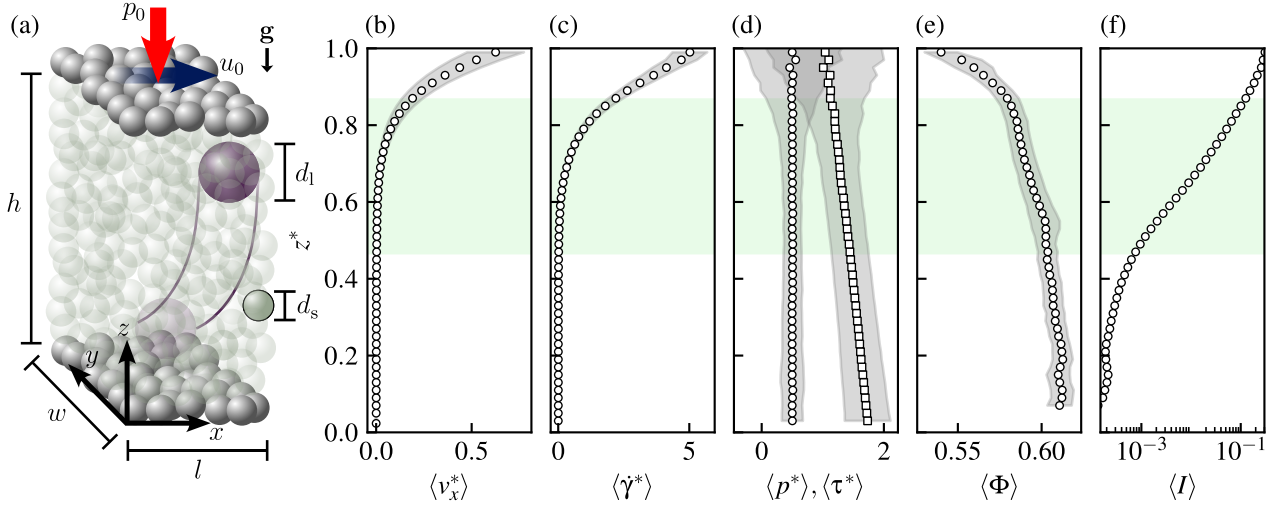 (a)
p₀
g
u₀
h
dₗ
dₛ
z
y
x
w
l
(b)
(c)
(d)
(e)
(f)
z*
1.0
0.8
0.6
0.4
0.2
0.0
0.0
0.5
⟨vₓ*⟩
0
5
⟨γ̇*⟩
0
2
⟨p*⟩, ⟨τ*⟩
0.55
0.60
⟨Φ⟩
10⁻³
10⁻¹
⟨I⟩